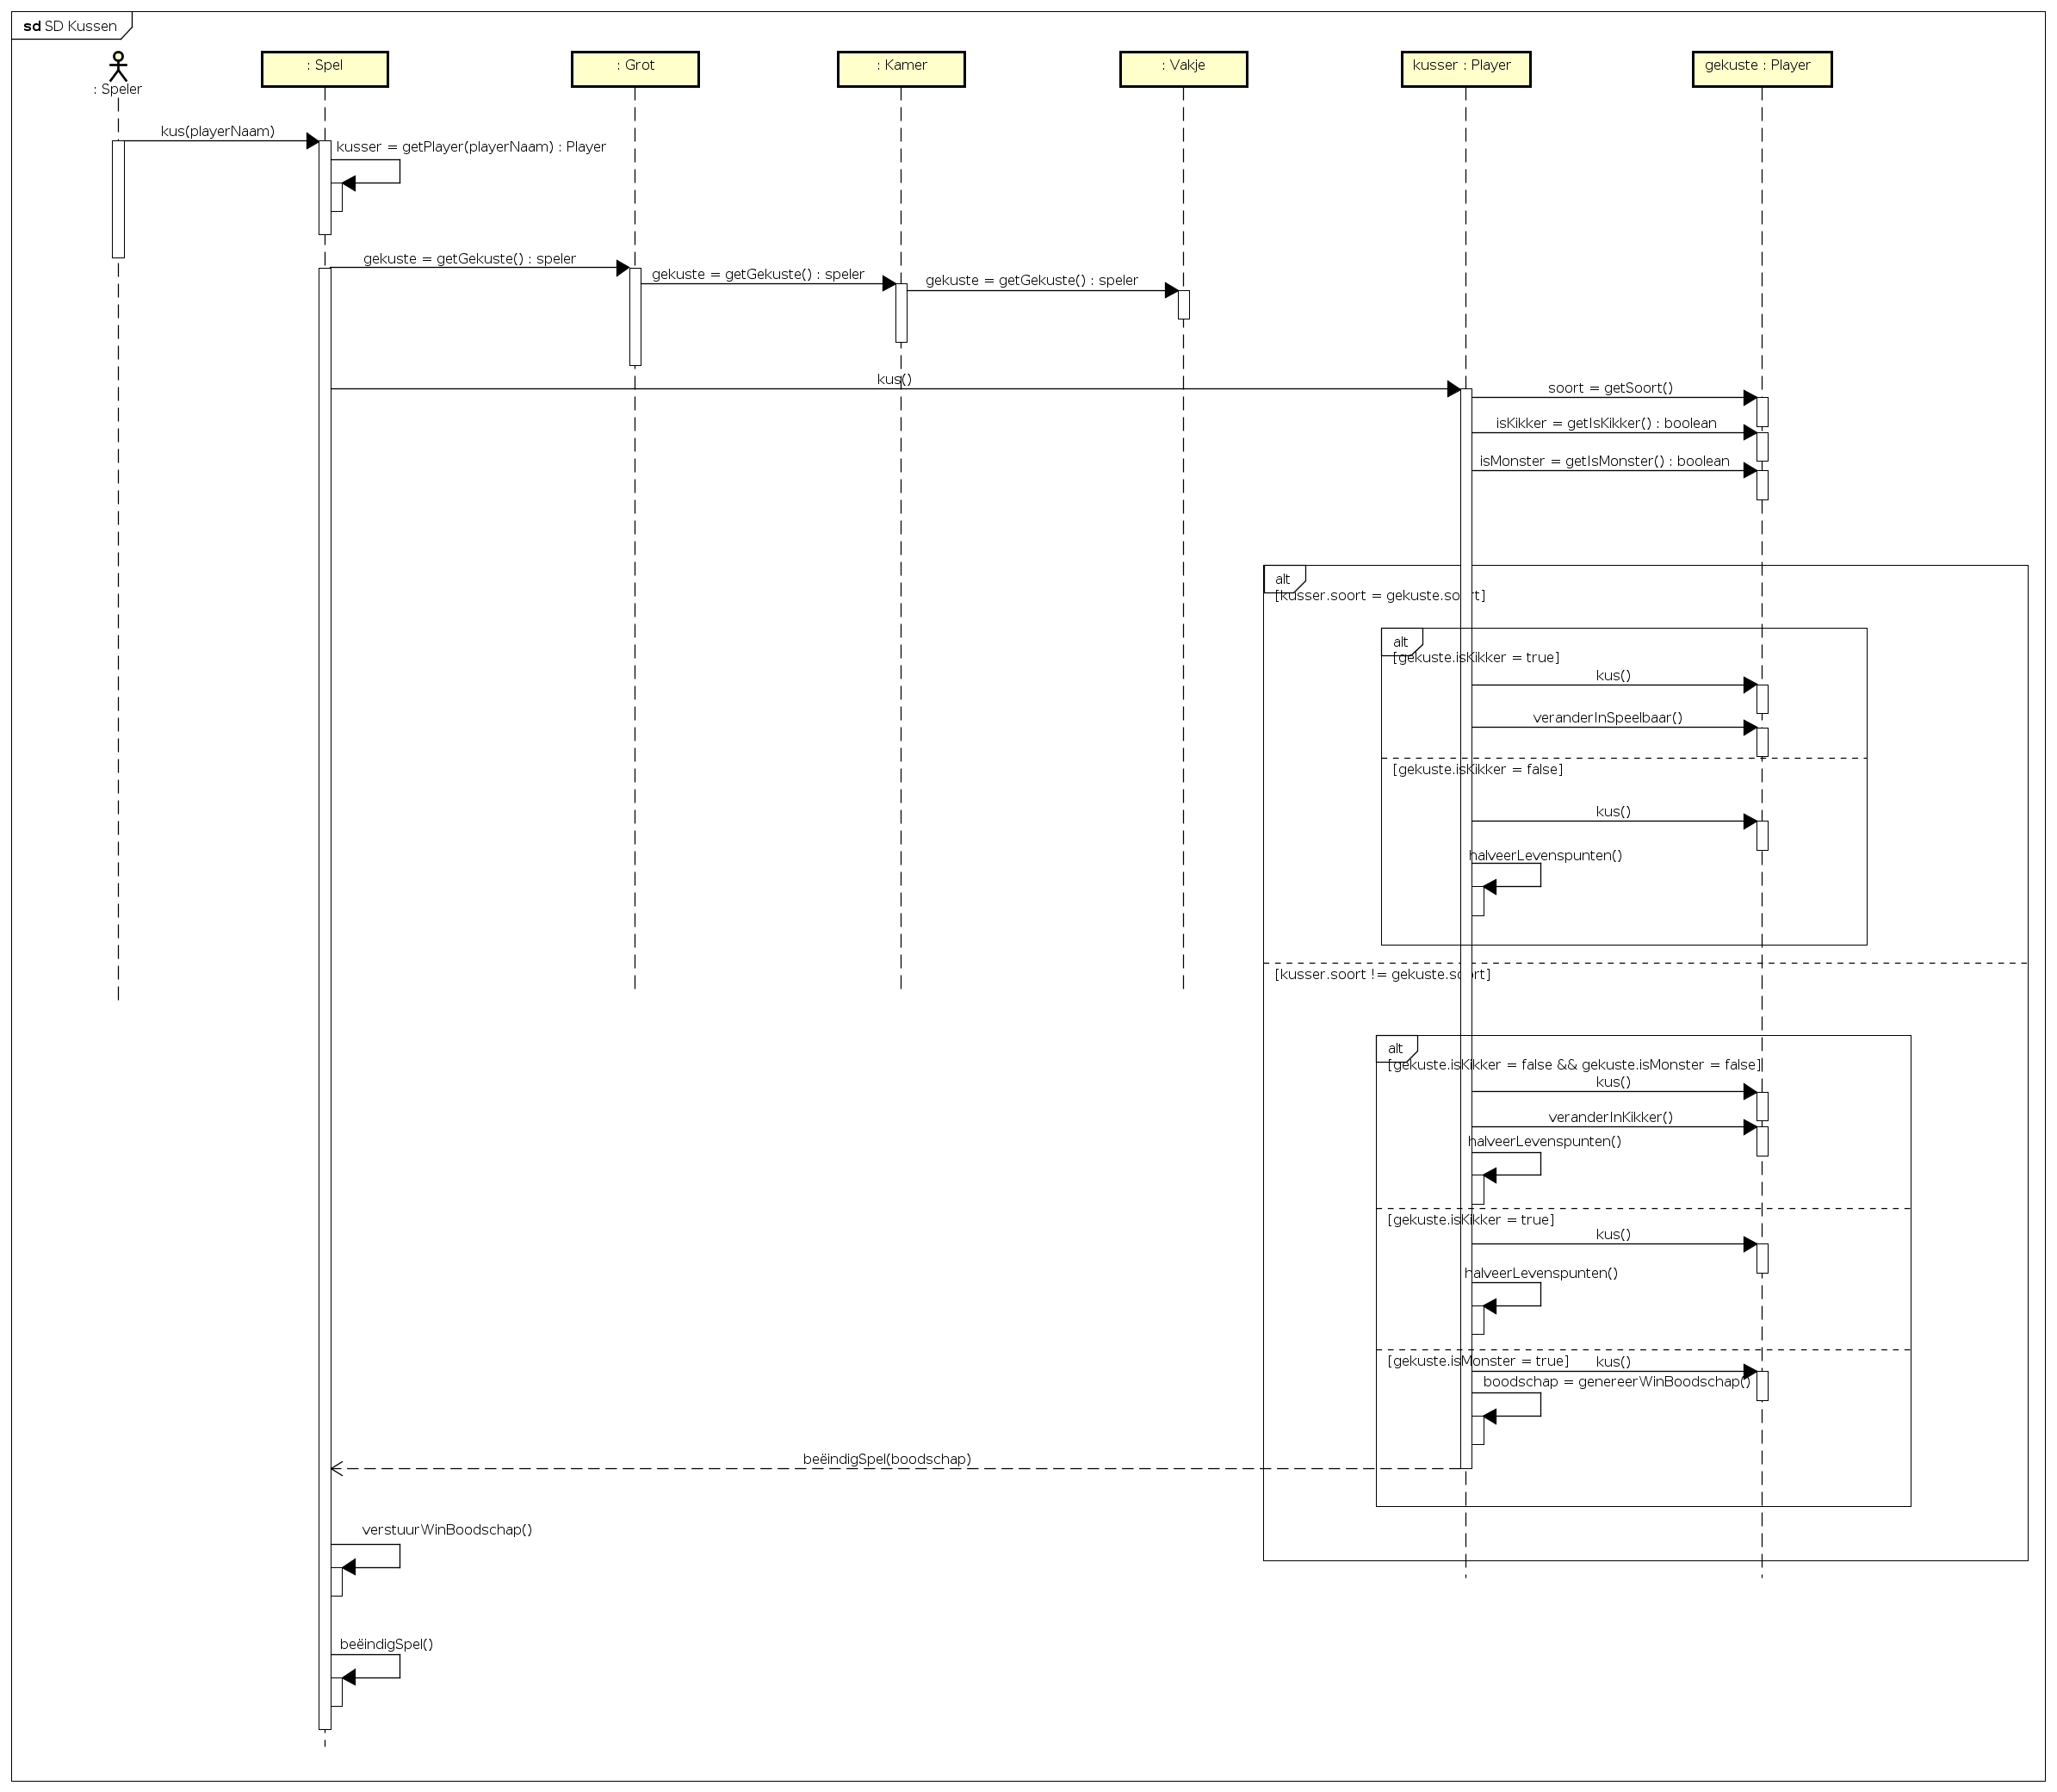 sd SD Kussen
: Speler
: Spel
: Grot
: Kamer
: Vakje
kusser : Player
gekuste : Player
kus(playerNaam)
kusser = getPlayer(playerNaam) : Player
gekuste = getGekuste() : speler
gekuste = getGekuste() : speler
gekuste = getGekuste() : speler
kus()
soort = getSoort()
isKikker = getIsKikker() : boolean
isMonster = getIsMonster() : boolean
alt
[kusser.soort = gekuste.soort]
alt
[gekuste.isKikker = true]
kus()
veranderInSpeelbaar()
[gekuste.isKikker = false]
kus()
halveerLevenspunten()
[kusser.soort != gekuste.soort]
alt
[gekuste.isKikker = false && gekuste.isMonster = false]
kus()
veranderInKikker()
halveerLevenspunten()
[gekuste.isKikker = true]
kus()
halveerLevenspunten()
[gekuste.isMonster = true]
kus()
boodschap = genereerWinBoodschap()
beëindigSpel(boodschap)
verstuurWinBoodschap()
beëindigSpel()